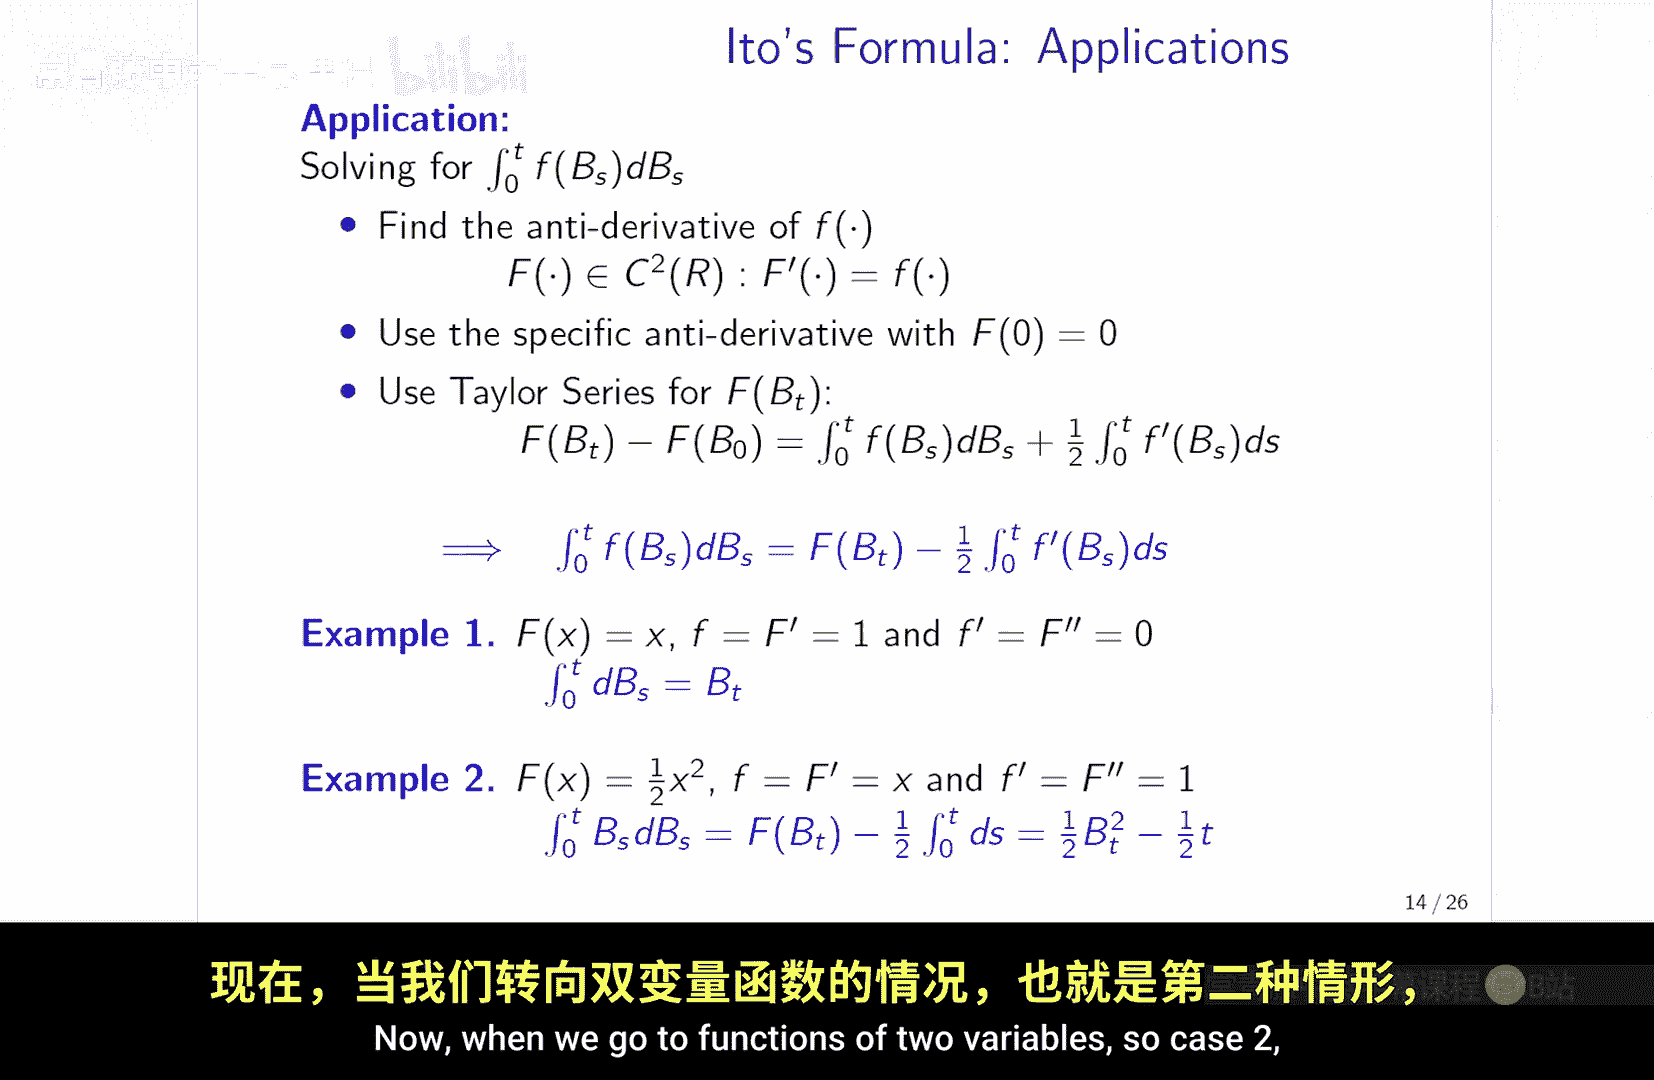 bilibili
Ito's Formula: Applications
Application:
Solving for ∫₀ᵗ f(Bₛ)dBₛ
• Find the anti-derivative of f(·)
F(·) ∈ C²(R) : F′(·) = f(·)
• Use the specific anti-derivative with F(0) = 0
• Use Taylor Series for F(Bₜ):
F(Bₜ) − F(B₀) = ∫₀ᵗ f(Bₛ)dBₛ + ½ ∫₀ᵗ f′(Bₛ)ds
⟹ ∫₀ᵗ f(Bₛ)dBₛ = F(Bₜ) − ½ ∫₀ᵗ f′(Bₛ)ds
Example 1. F(x) = x, f = F′ = 1 and f′ = F″ = 0
∫₀ᵗ dBₛ = Bₜ
Example 2. F(x) = ½x², f = F′ = x and f′ = F″ = 1
∫₀ᵗ BₛdBₛ = F(Bₜ) − ½ ∫₀ᵗ ds = ½Bₜ² − ½t
14 / 26
现在，当我们转向双变量函数的情况，也就是第二种情形，
课程 B站
Now, when we go to functions of two variables, so case 2,